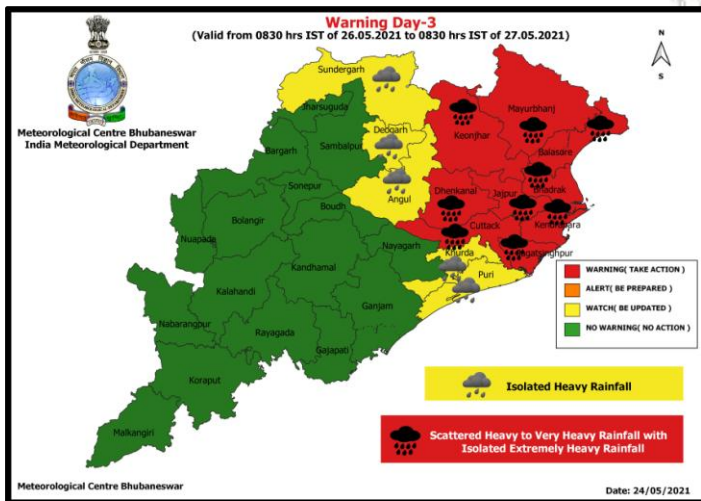 Warning Day-3
(Valid from 0830 hrs IST of 26.05.2021 to 0830 hrs IST of 27.05.2021)
N
S
Meteorological Centre Bhubaneswar
India Meteorological Department
Sundergarh
Jharsuguda
Mayurbhanj
Keonjhar
Deogarh
Sambalpur
Bargarh
Balasore
Sonepur
Angul
Dhenkanal
Jajpur
Bhadrak
Boudh
Bolangir
Cuttack
Nuapada
Nayagarh
Khurda
Puri
Kandhamal
Kalahandi
Ganjam
Nabarangpur
Rayagada
Gajapati
Koraput
Malkangiri
WARNING( TAKE ACTION )
ALERT( BE PREPARED )
WATCH( BE UPDATED )
NO WARNING( NO ACTION )
Isolated Heavy Rainfall
Scattered Heavy to Very Heavy Rainfall with
Isolated Extremely Heavy Rainfall
Meteorological Centre Bhubaneswar
Date: 24/05/2021